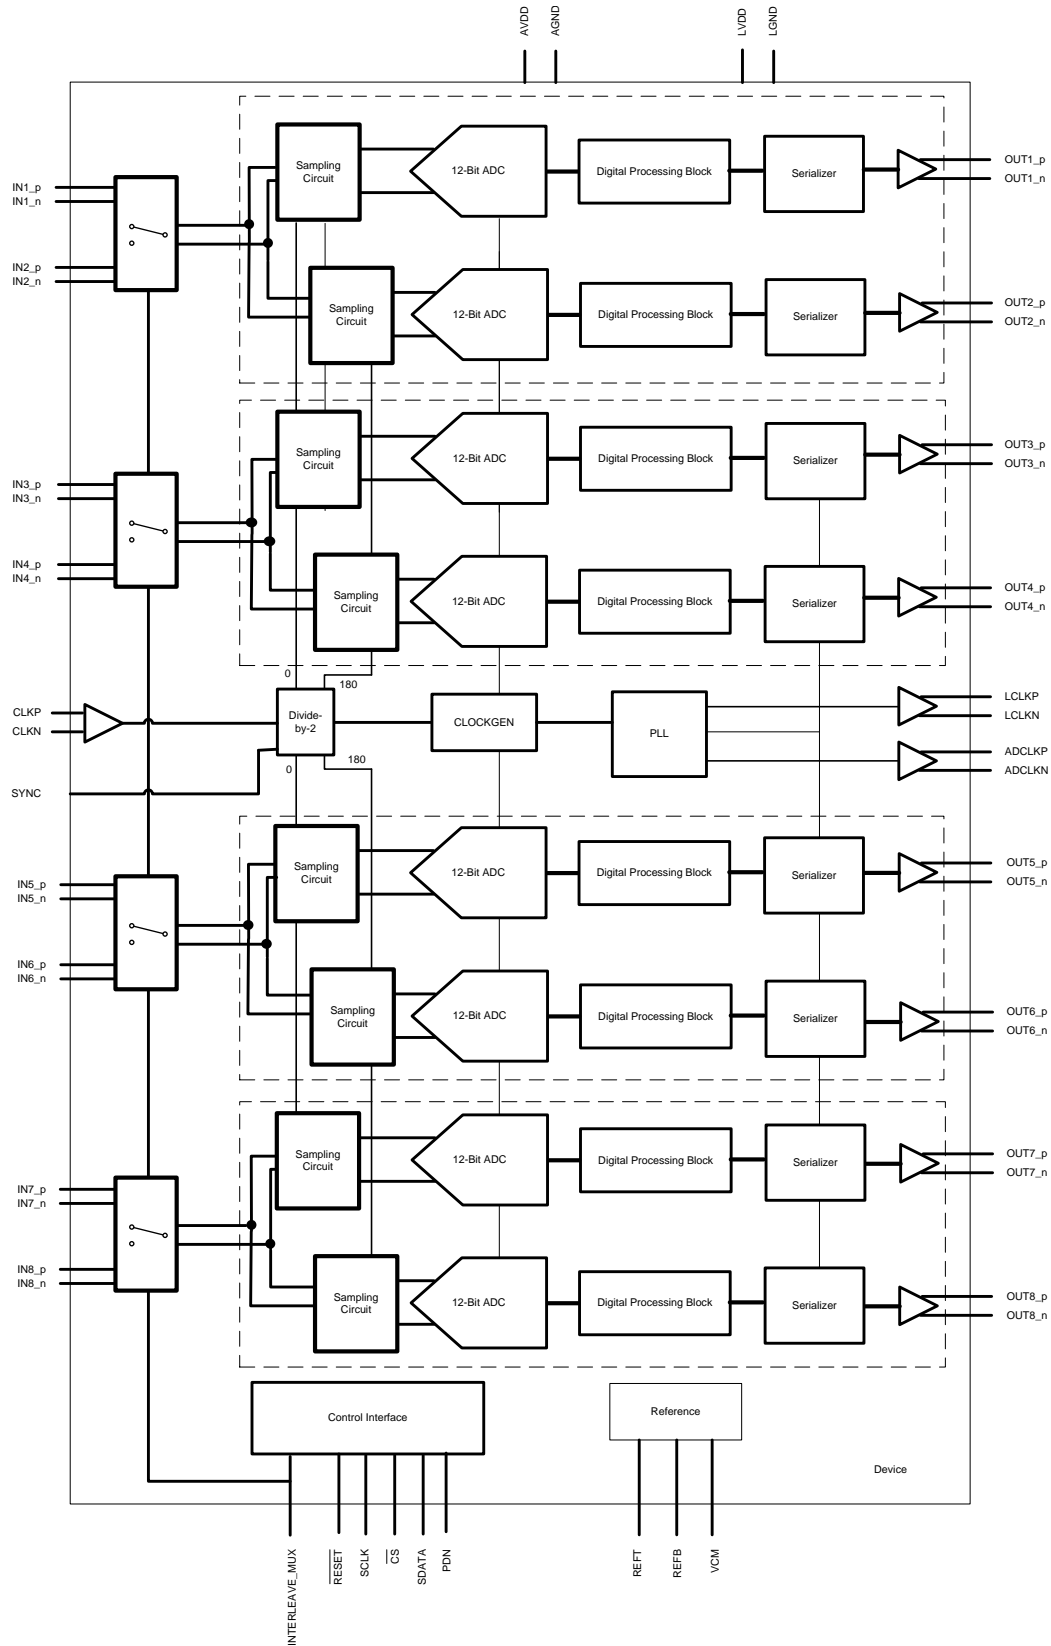 AVDD
AGND
LVDD
LGND
Sampling
Circuit
12-Bit ADC
Digital Processing Block
Serializer
OUT1_p
OUT1_n
IN1_p
IN1_n
IN2_p
IN2_n
Sampling
Circuit
12-Bit ADC
Digital Processing Block
Serializer
OUT2_p
OUT2_n
Sampling
Circuit
12-Bit ADC
Digital Processing Block
Serializer
OUT3_p
OUT3_n
IN3_p
IN3_n
IN4_p
IN4_n
Sampling
Circuit
12-Bit ADC
Digital Processing Block
Serializer
OUT4_p
OUT4_n
0
180
CLKP
CLKN
Divide-
by-2
CLOCKGEN
PLL
LCLKP
LCLKN
ADCLKP
ADCLKN
0
180
SYNC
Sampling
Circuit
12-Bit ADC
Digital Processing Block
Serializer
OUT5_p
OUT5_n
IN5_p
IN5_n
IN6_p
IN6_n
Sampling
Circuit
12-Bit ADC
Digital Processing Block
Serializer
OUT6_p
OUT6_n
Sampling
Circuit
12-Bit ADC
Digital Processing Block
Serializer
OUT7_p
OUT7_n
IN7_p
IN7_n
IN8_p
IN8_n
Sampling
Circuit
12-Bit ADC
Digital Processing Block
Serializer
OUT8_p
OUT8_n
Control Interface
Reference
Device
INTERLEAVE_MUX
RESET
SCLK
CS
SDATA
PDN
REFT
REFB
VCM